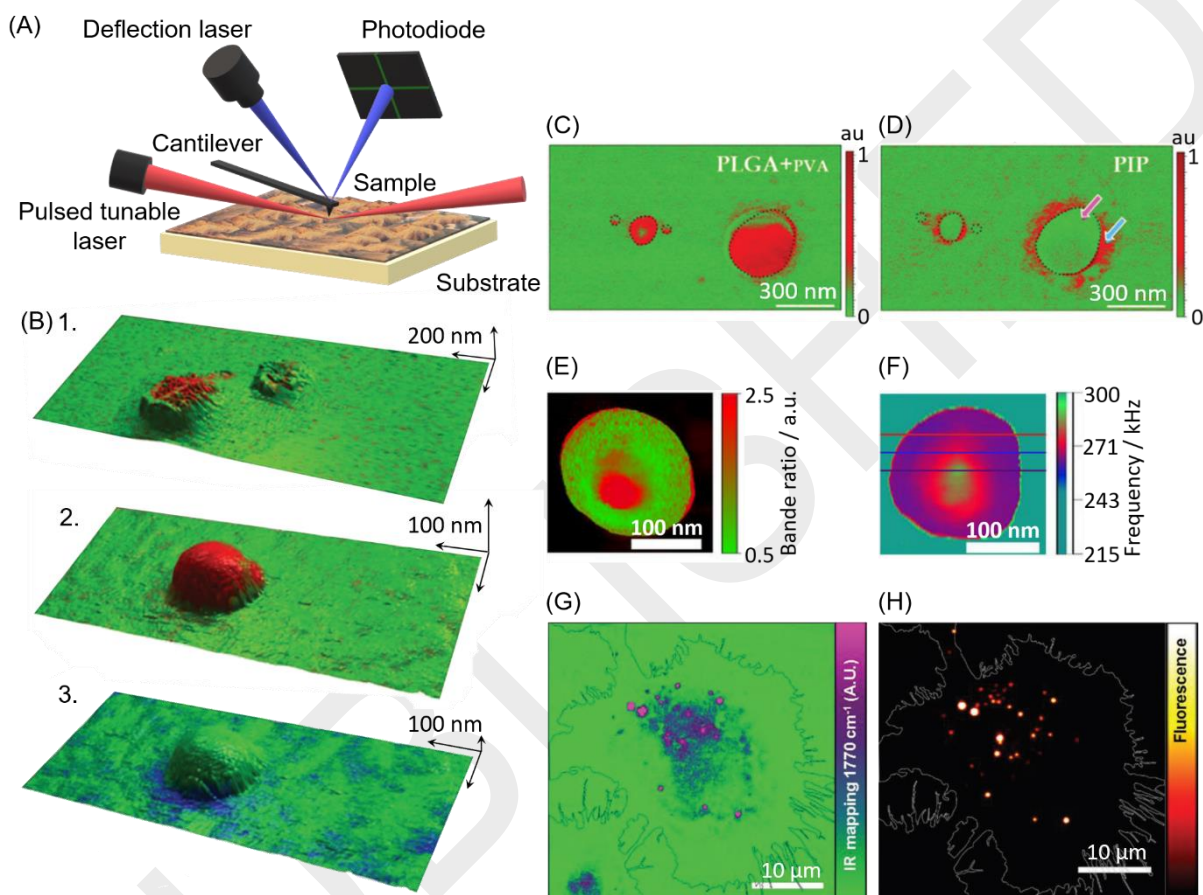 (A)
Deflection laser
Photodiode
Cantilever
Sample
Pulsed tunable
laser
Substrate
(B) 1.
200 nm
2.
100 nm
3.
100 nm
(C)
PLGA+PVA
300 nm
au
1
0
(D)
PIP
300 nm
au
1
0
(E)
100 nm
2.5
0.5
Bande ratio / a.u.
(F)
100 nm
300
271
243
215
Frequency / kHz
(G)
10 µm
IR mapping 1770 cm⁻¹ (A.U.)
(H)
10 µm
Fluorescence